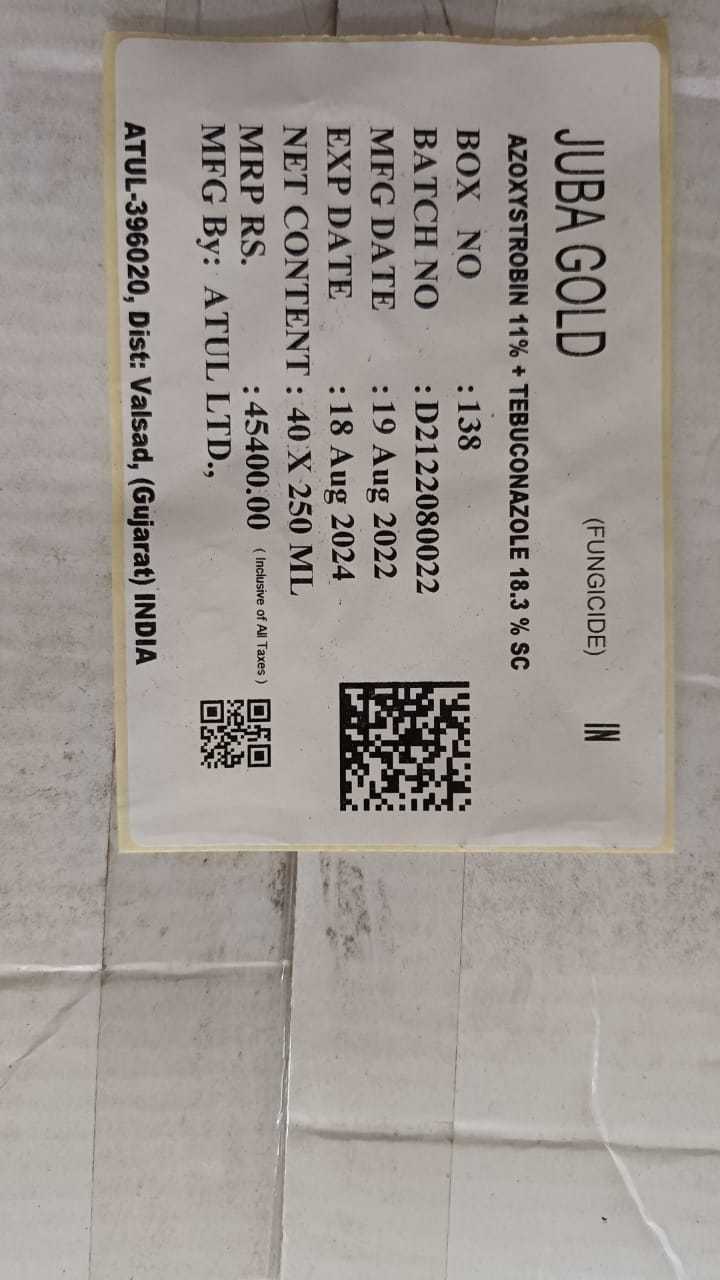 JUBA GOLD (FUNGICIDE) IN
AZOXYSTROBIN 11% + TEBUCONAZOLE 18.3 % SC
BOX NO : 138
BATCH NO : D2122080022
MFG DATE : 19 Aug 2022
EXP DATE : 18 Aug 2024
NET CONTENT : 40 X 250 ML
MRP RS. : 45400.00 ( Inclusive of All Taxes )
MFG By: ATUL LTD.,
ATUL-396020, Dist: Valsad, (Gujarat) INDIA